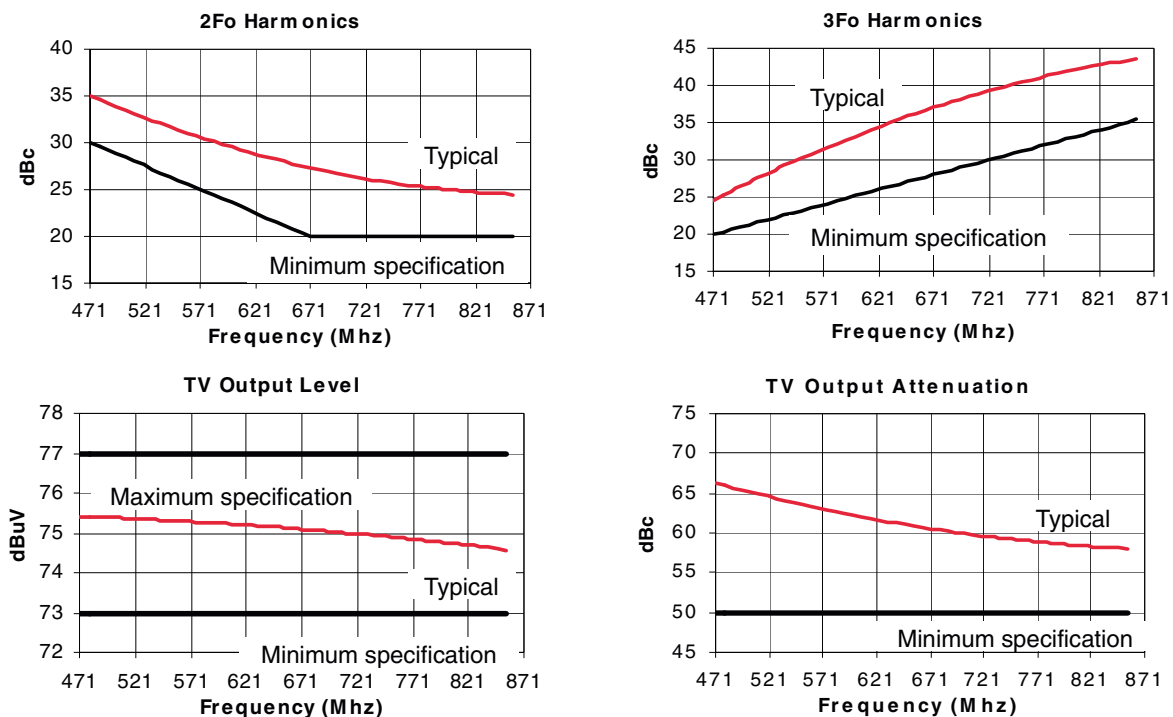 2Fo Harmonics
40
35
30
25
20
15
dBc
Typical
Minimum specification
471 521 571 621 671 721 771 821 871
Frequency (Mhz)
3Fo Harmonics
45
40
35
30
25
20
15
dBc
Typical
Minimum specification
471 521 571 621 671 721 771 821 871
Frequency (Mhz)
TV Output Level
78
77
76
75
74
73
72
dBuV
Maximum specification
Typical
Minimum specification
471 521 571 621 671 721 771 821 871
Frequency (Mhz)
TV Output Attenuation
75
70
65
60
55
50
45
dBc
Typical
Minimum specification
471 521 571 621 671 721 771 821 871
Frequency (Mhz)